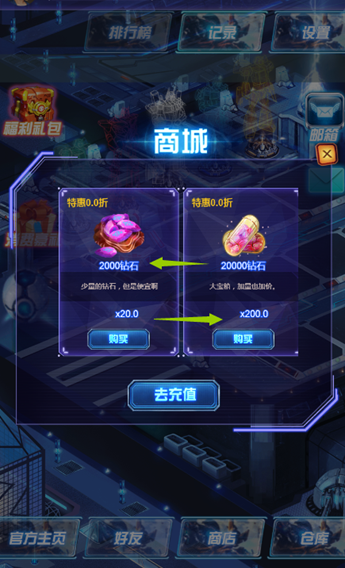 排行榜
记录
设置
福利礼包
邮箱
商城
特惠0.0折
特惠0.0折
2000钻石
20000钻石
少量的钻石，但是便宜啊
大宝箱，加量也加价。
x20.0
x200.0
购买
购买
去充值
官方主页
好友
商店
仓库